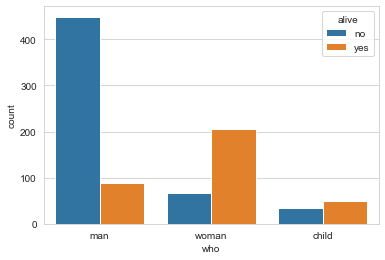 alive
no
yes
400
300
200
100
0
count
man woman child
who